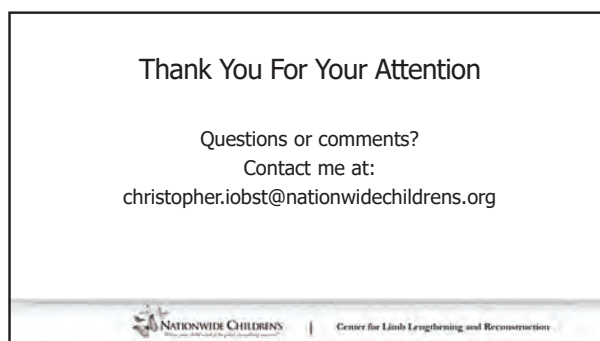 Thank You For Your Attention
Questions or comments?
Contact me at:
christopher.iobst@nationwidechildrens.org
NATIONWIDE CHILDREN'S | Center for Limb Lengthening and Reconstruction